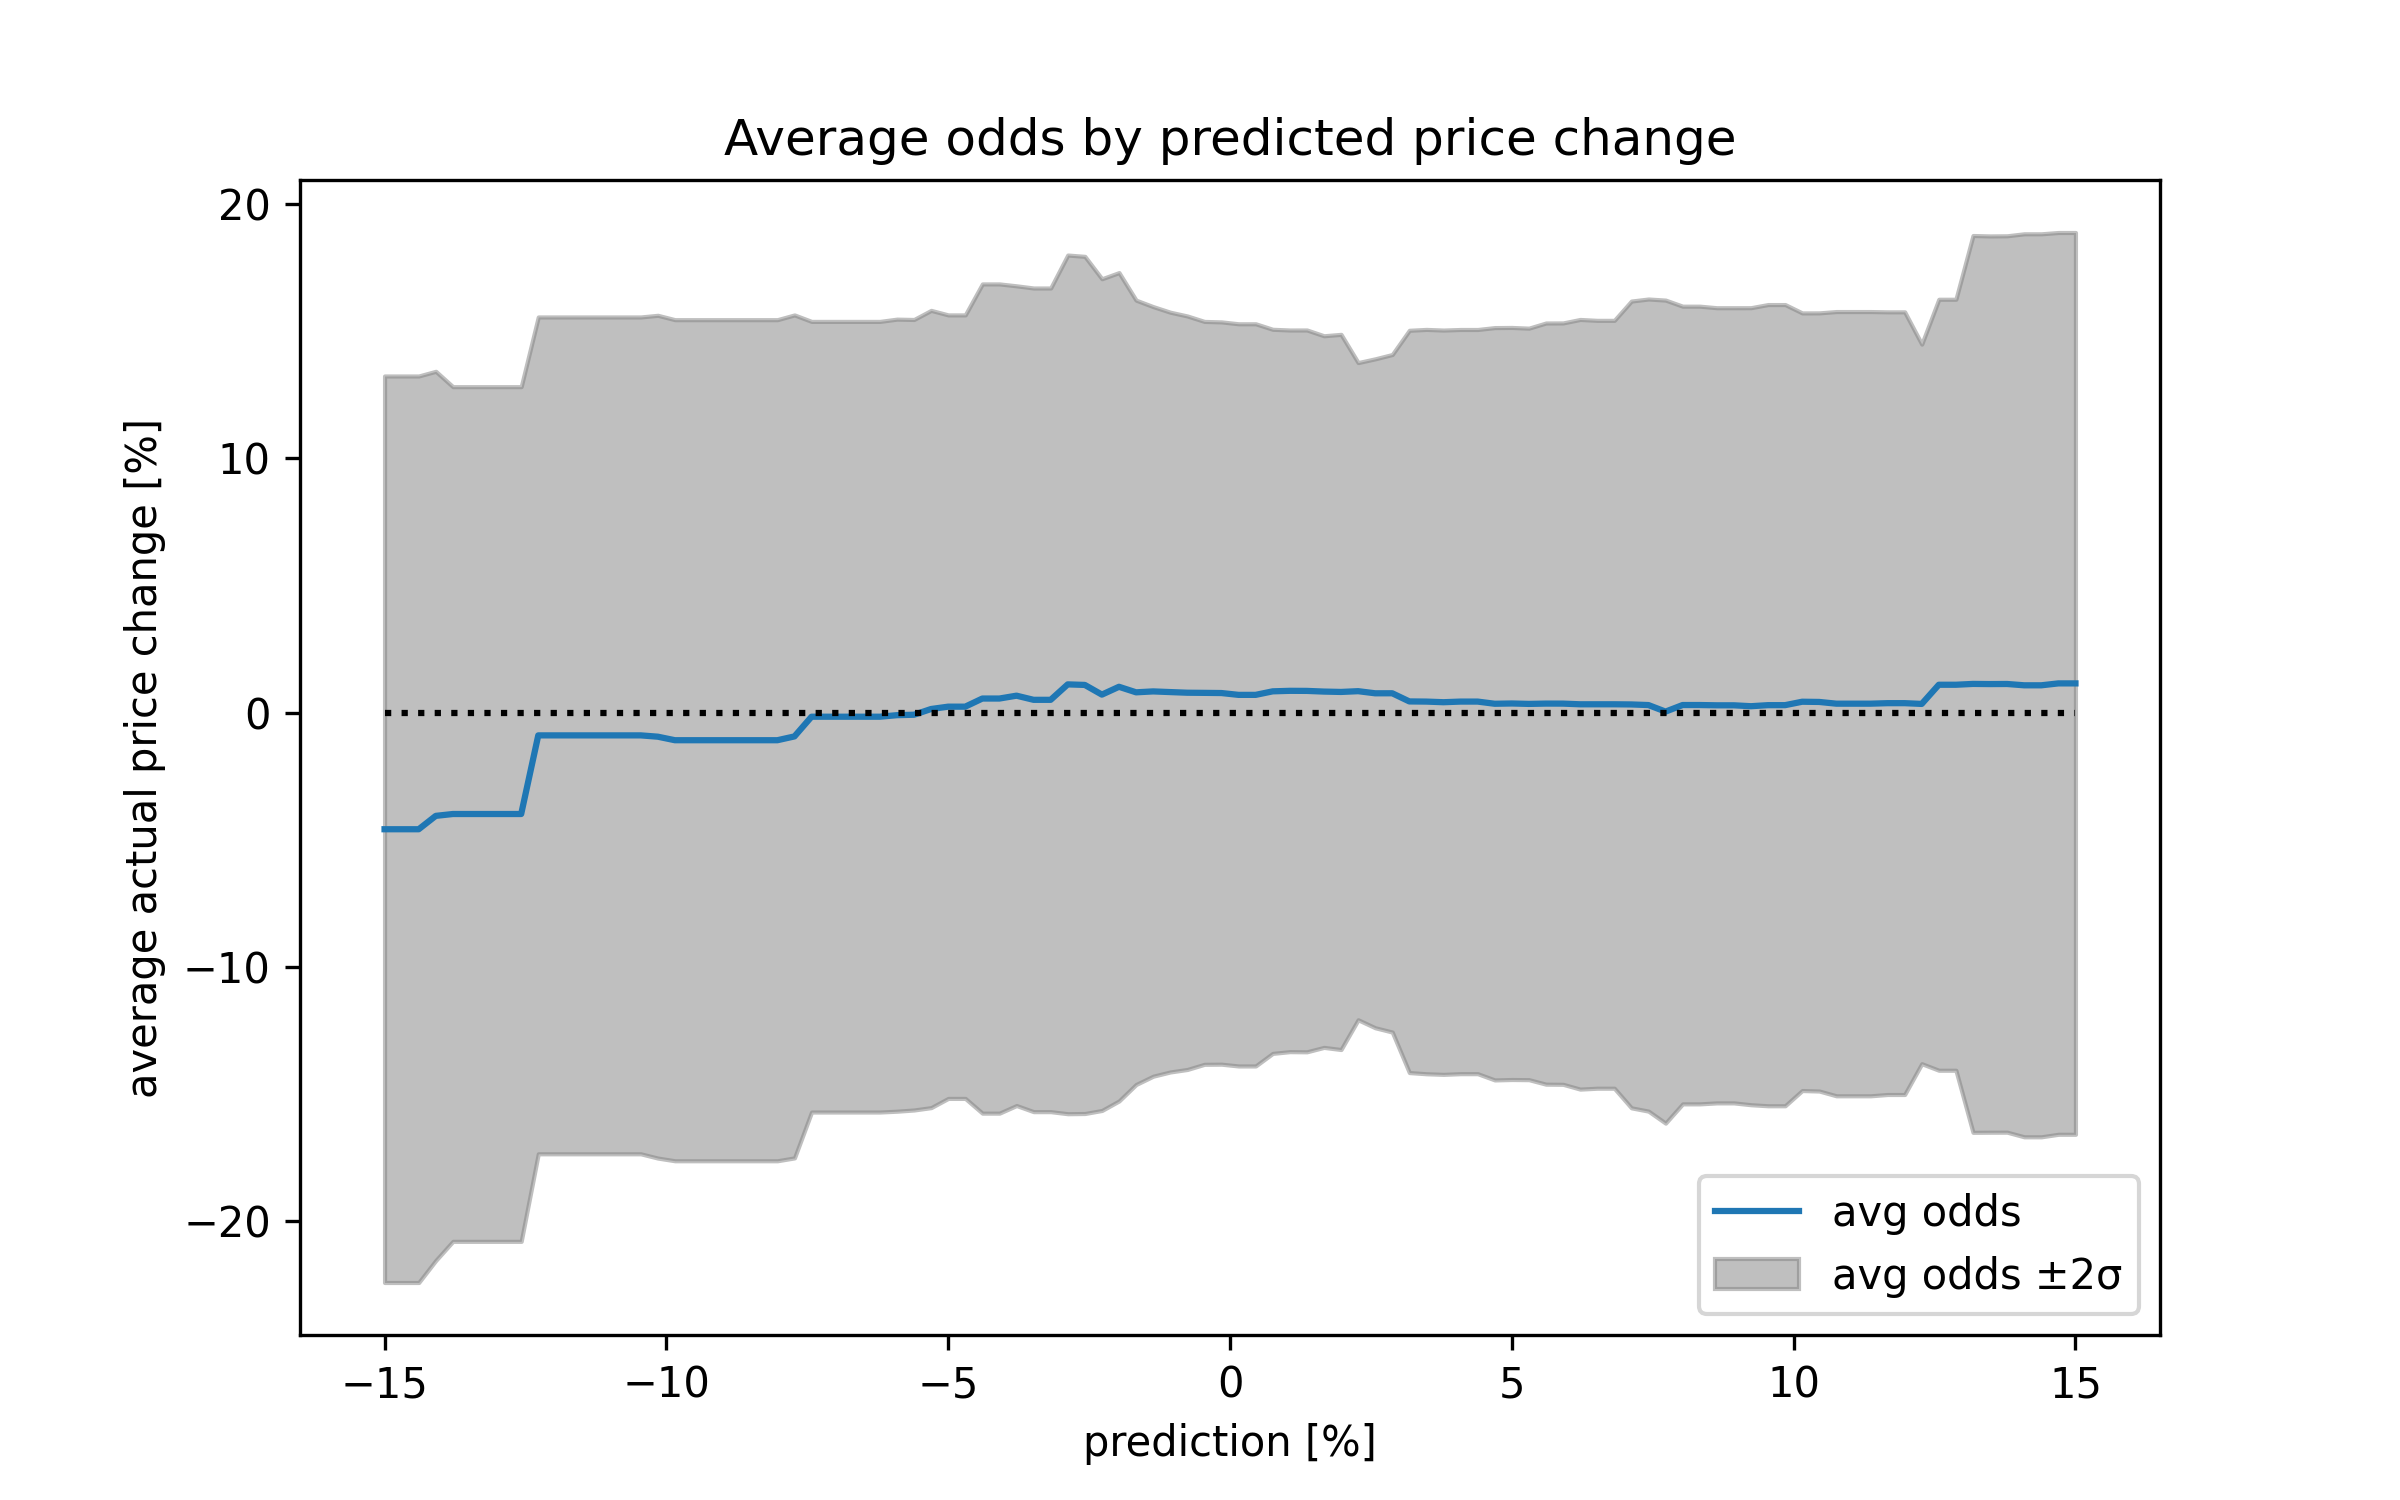 Average odds by predicted price change
average actual price change [%]
20
10
0
−10
−20
avg odds
avg odds ±2σ
−15
−10
−5
0
5
10
15
prediction [%]